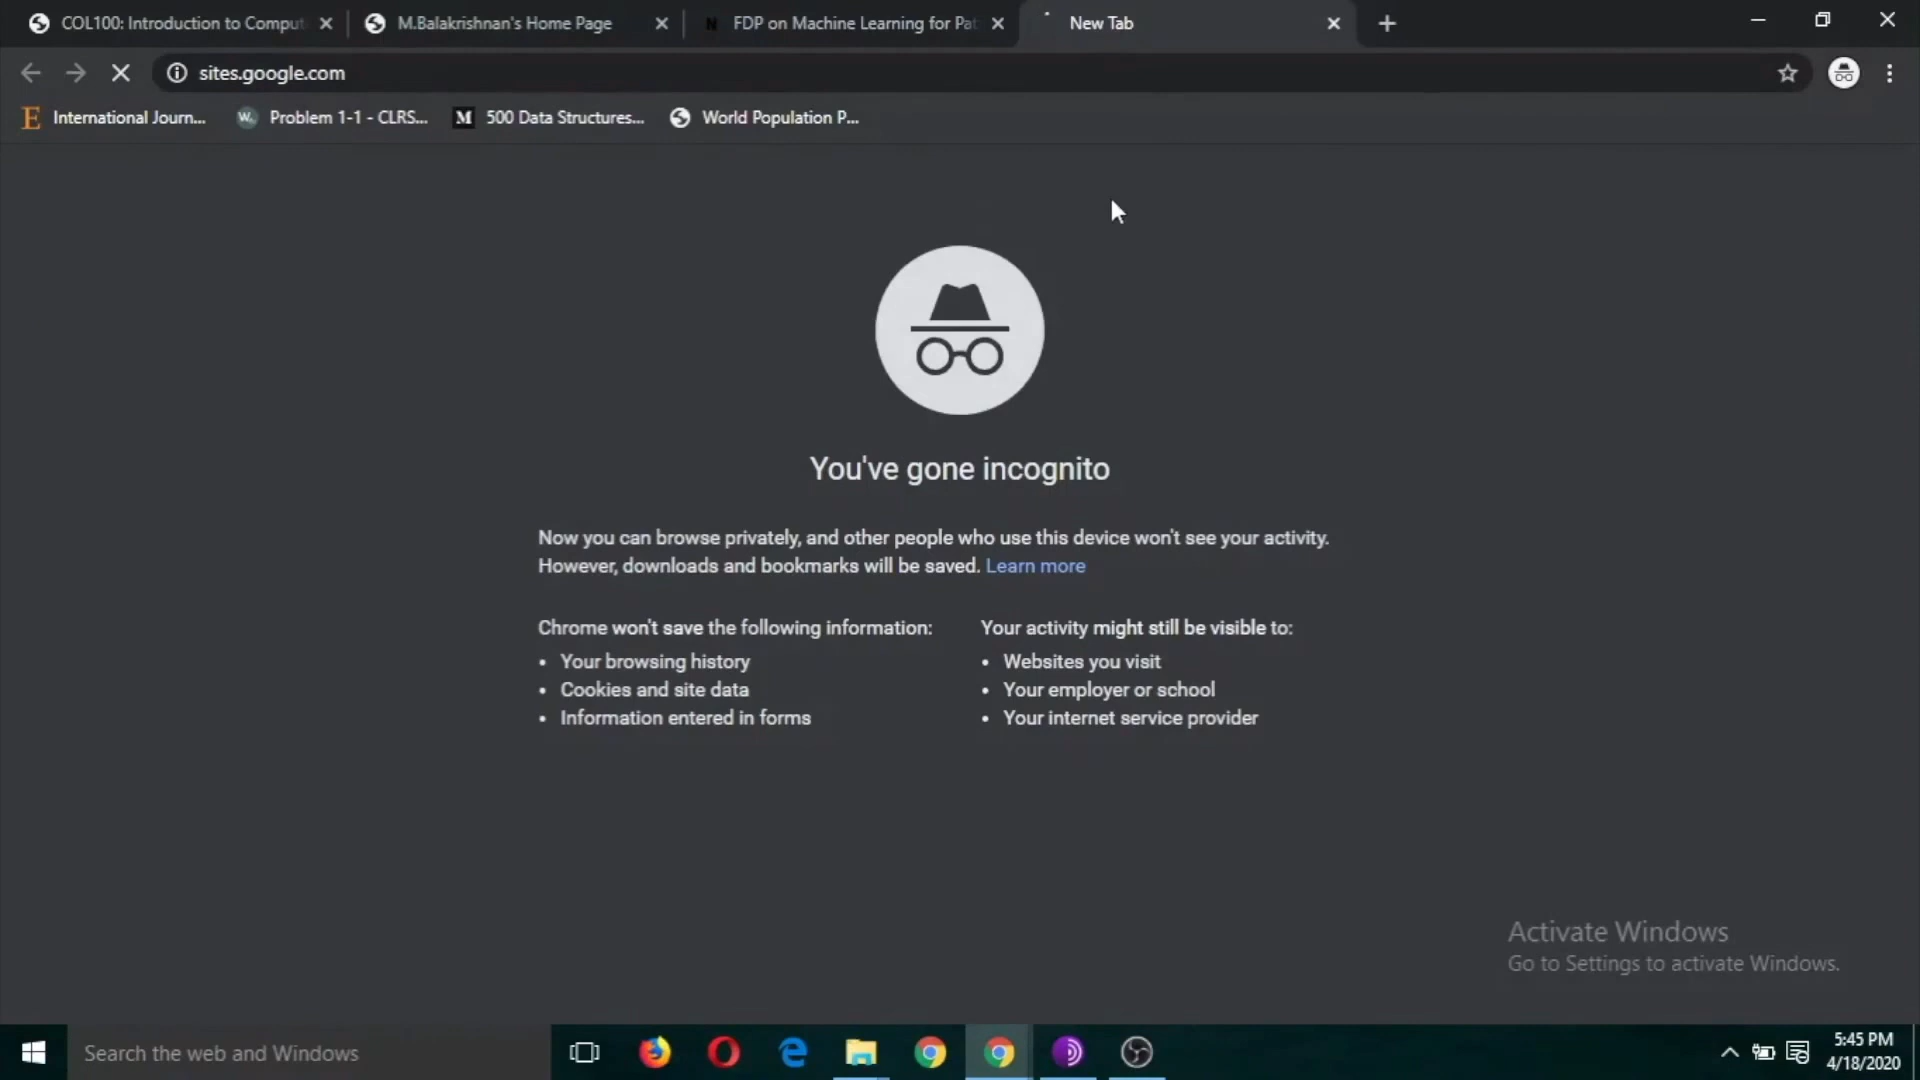 COL100: Introduction to Comput
M.Balakrishnan's Home Page
N FDP on Machine Learning for Pat
New Tab
sites.google.com
E International Journ...
W. Problem 1-1 - CLRS...
M 500 Data Structures...
World Population P...
You've gone incognito
Now you can browse privately, and other people who use this device won't see your activity.
However, downloads and bookmarks will be saved. Learn more
Chrome won't save the following information:
• Your browsing history
• Cookies and site data
• Information entered in forms
Your activity might still be visible to:
• Websites you visit
• Your employer or school
• Your internet service provider
Activate Windows
Go to Settings to activate Windows.
Search the web and Windows
5:45 PM
4/18/2020